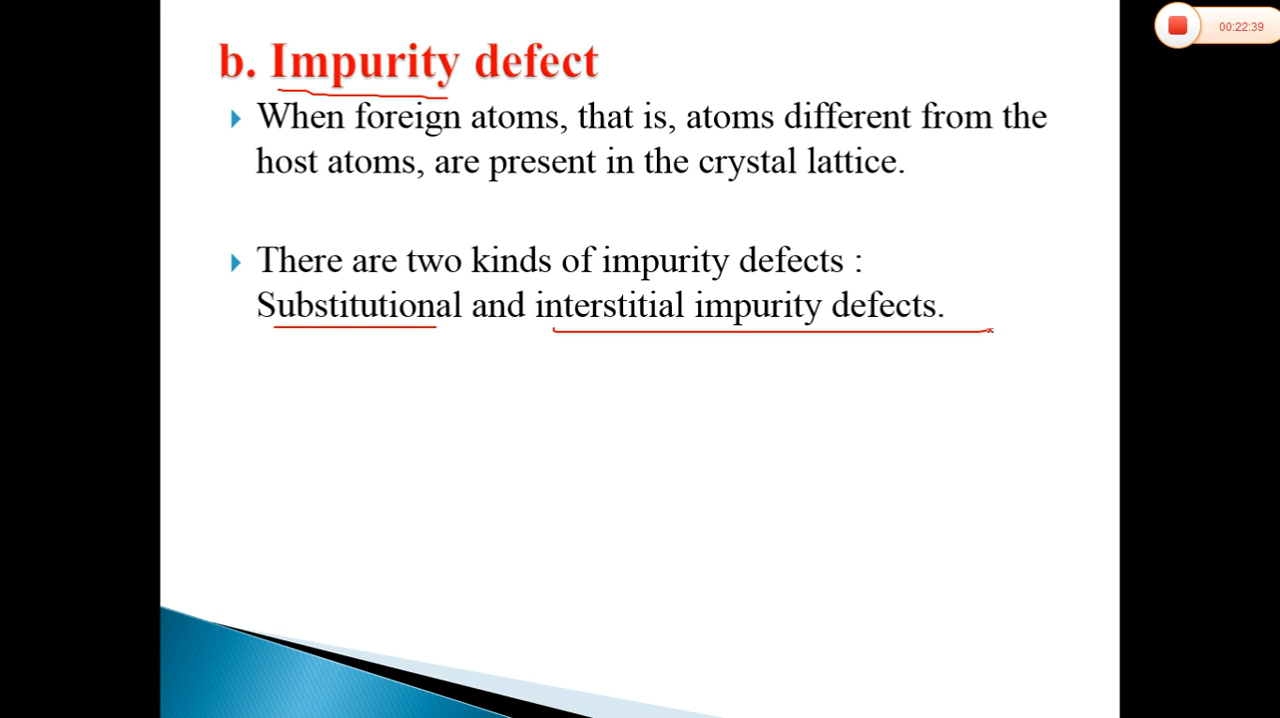 00:22:39
b. Impurity defect
When foreign atoms, that is, atoms different from the
host atoms, are present in the crystal lattice.
There are two kinds of impurity defects :
Substitutional and interstitial impurity defects.